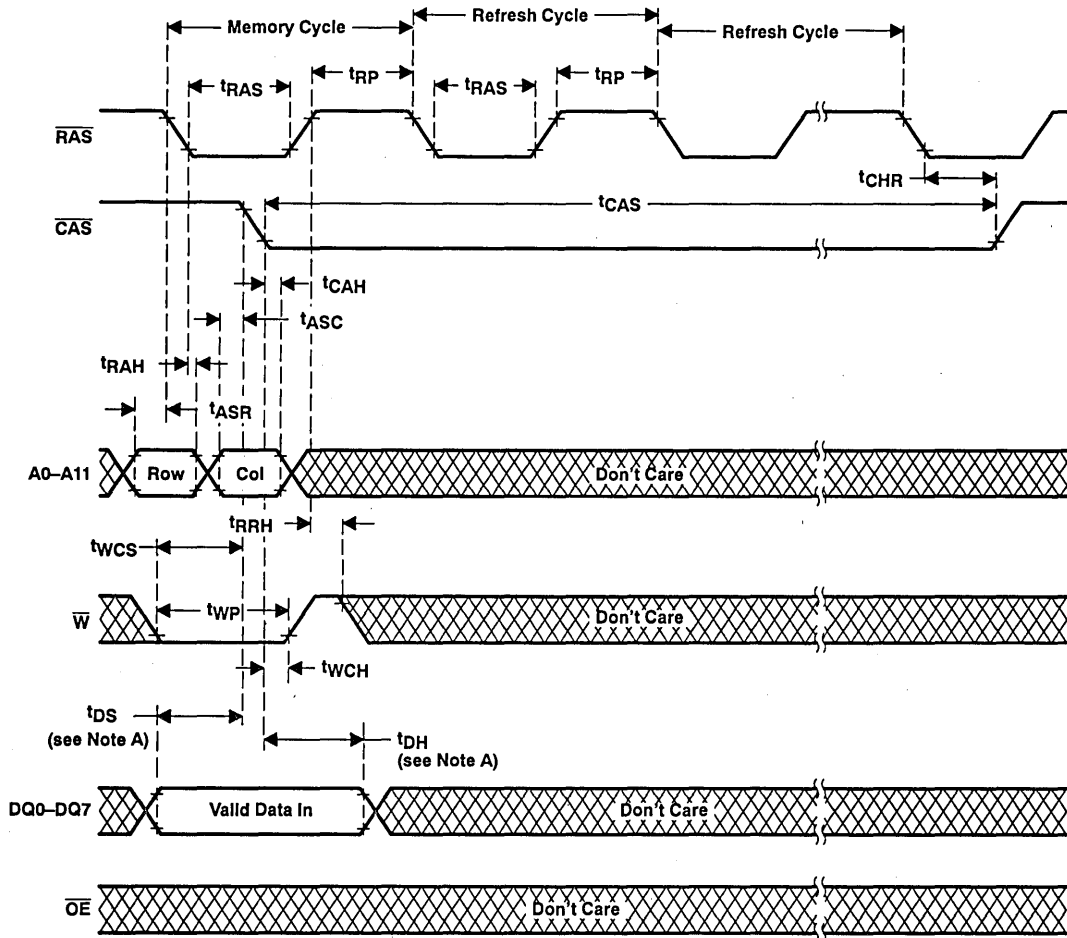 Memory Cycle
Refresh Cycle
Refresh Cycle
tRAS
tRP
tRAS
tRP
RAS
tCHR
tCAS
CAS
tCAH
tASC
tRAH
tASR
A0–A11
Row
Col
Don't Care
tRRH
tWCS
tWP
W
Don't Care
tWCH
tDS
(see Note A)
tDH
(see Note A)
DQ0–DQ7
Valid Data In
Don't Care
OE
Don't Care